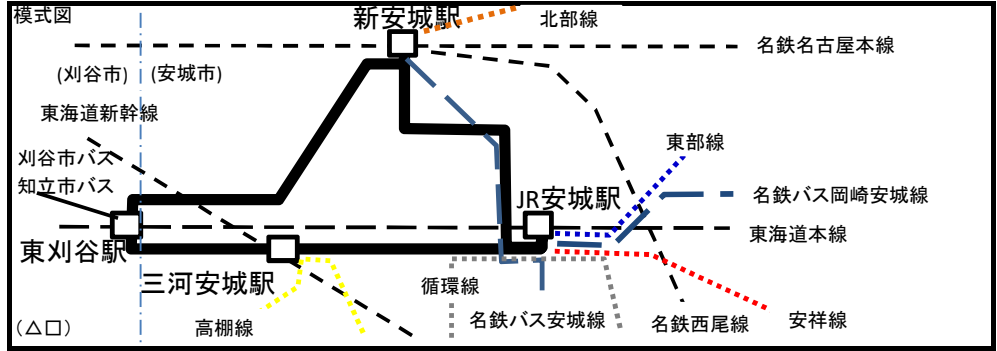 模式図
新安城駅
北部線
名鉄名古屋本線
(刈谷市)
(安城市)
東海道新幹線
東部線
刈谷市バス
知立市バス
JR安城駅
名鉄バス岡崎安城線
東海道本線
東刈谷駅
三河安城駅
循環線
高棚線
名鉄バス安城線
名鉄西尾線
安祥線
(△口)